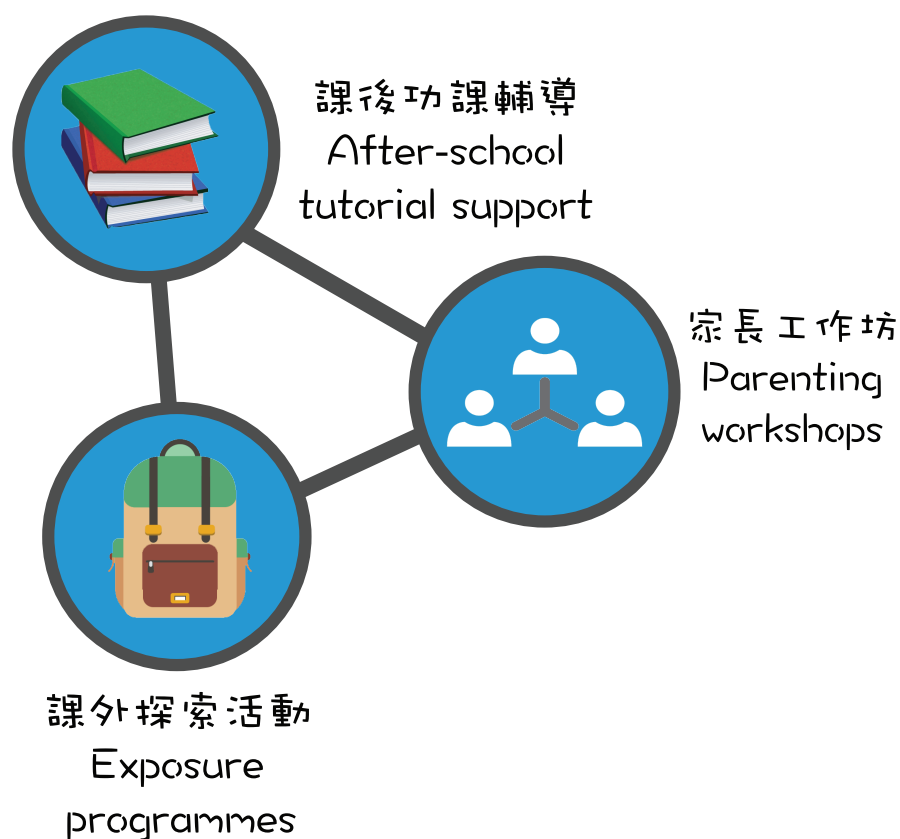 課後功課輔導
After-school
tutorial support
家長工作坊
Parenting
workshops
課外探索活動
Exposure
programmes